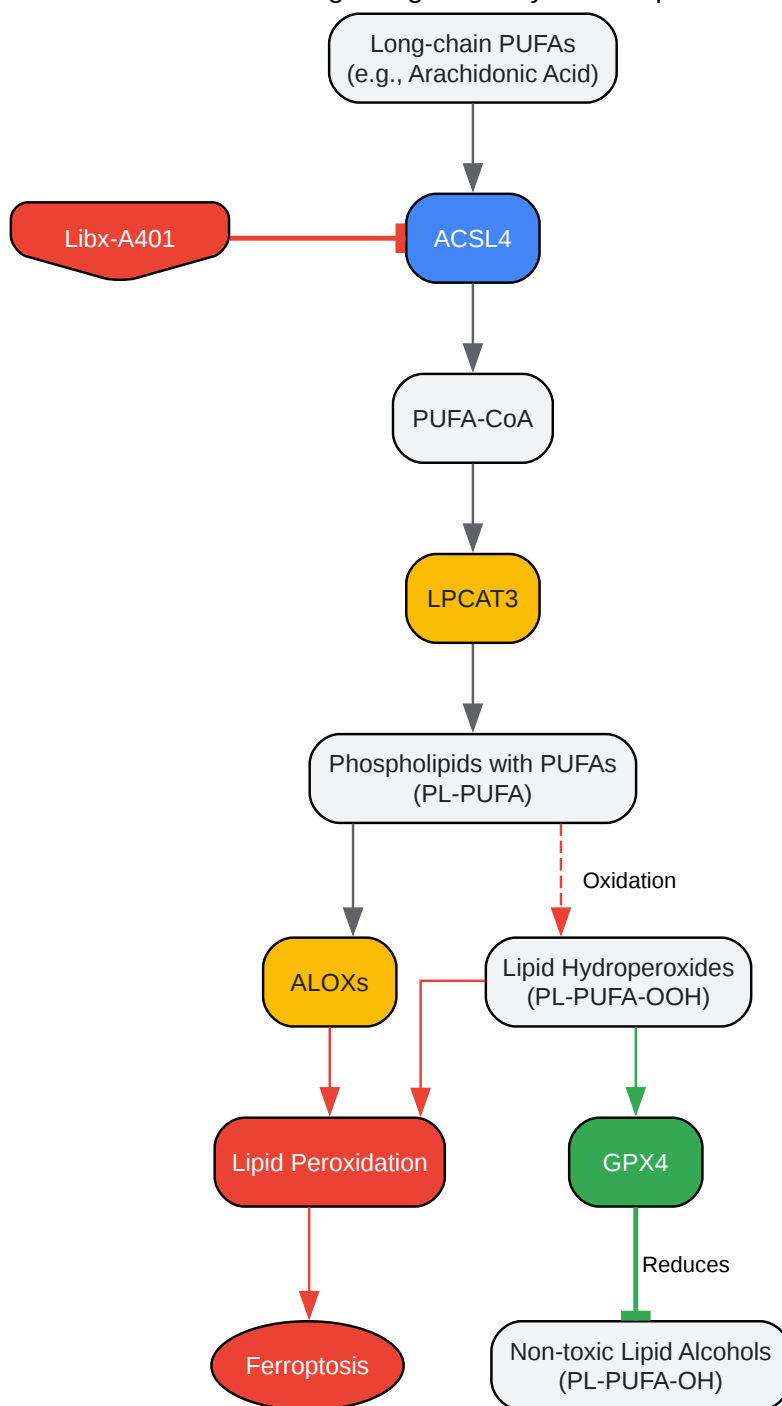 Long-chain PUFAs
(e.g., Arachidonic Acid)
Libx-A401
ACSL4
PUFA-CoA
LPCAT3
Phospholipids with PUFAs
(PL-PUFA)
Oxidation
ALOXs
Lipid Hydroperoxides
(PL-PUFA-OOH)
Lipid Peroxidation
GPX4
Reduces
Ferroptosis
Non-toxic Lipid Alcohols
(PL-PUFA-OH)